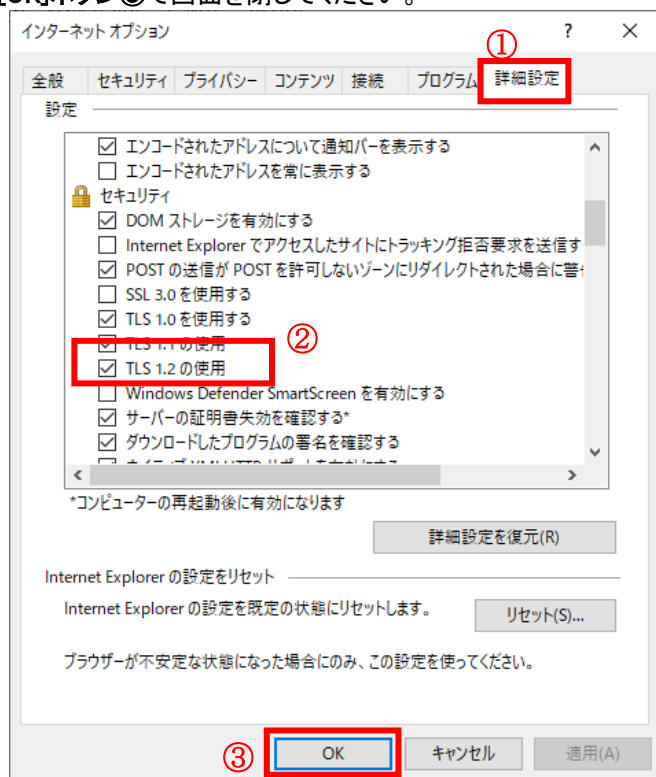 [OK]ボタン③で画面を閉じてください。
インターネット オプション
①
? ×
全般 セキュリティ プライバシー コンテンツ 接続 プログラム 詳細設定
設定
エンコードされたアドレスについて通知バーを表示する
エンコードされたアドレスを常に表示する
セキュリティ
DOM ストレージを有効にする
Internet Explorer でアクセスしたサイトにトラッキング拒否要求を送信す
POST の送信が POST を許可しないゾーンにリダイレクトされた場合に警
SSL 3.0 を使用する
TLS 1.0 を使用する
TLS 1.1 の使用
②
TLS 1.2 の使用
Windows Defender SmartScreen を有効にする
サーバーの証明書失効を確認する*
ダウンロードしたプログラムの署名を確認する
*コンピューターの再起動後に有効になります
詳細設定を復元(R)
Internet Explorer の設定をリセット
Internet Explorer の設定を既定の状態にリセットします。
リセット(S)...
ブラウザーが不安定な状態になった場合にのみ、この設定を使ってください。
③ OK キャンセル 適用(A)